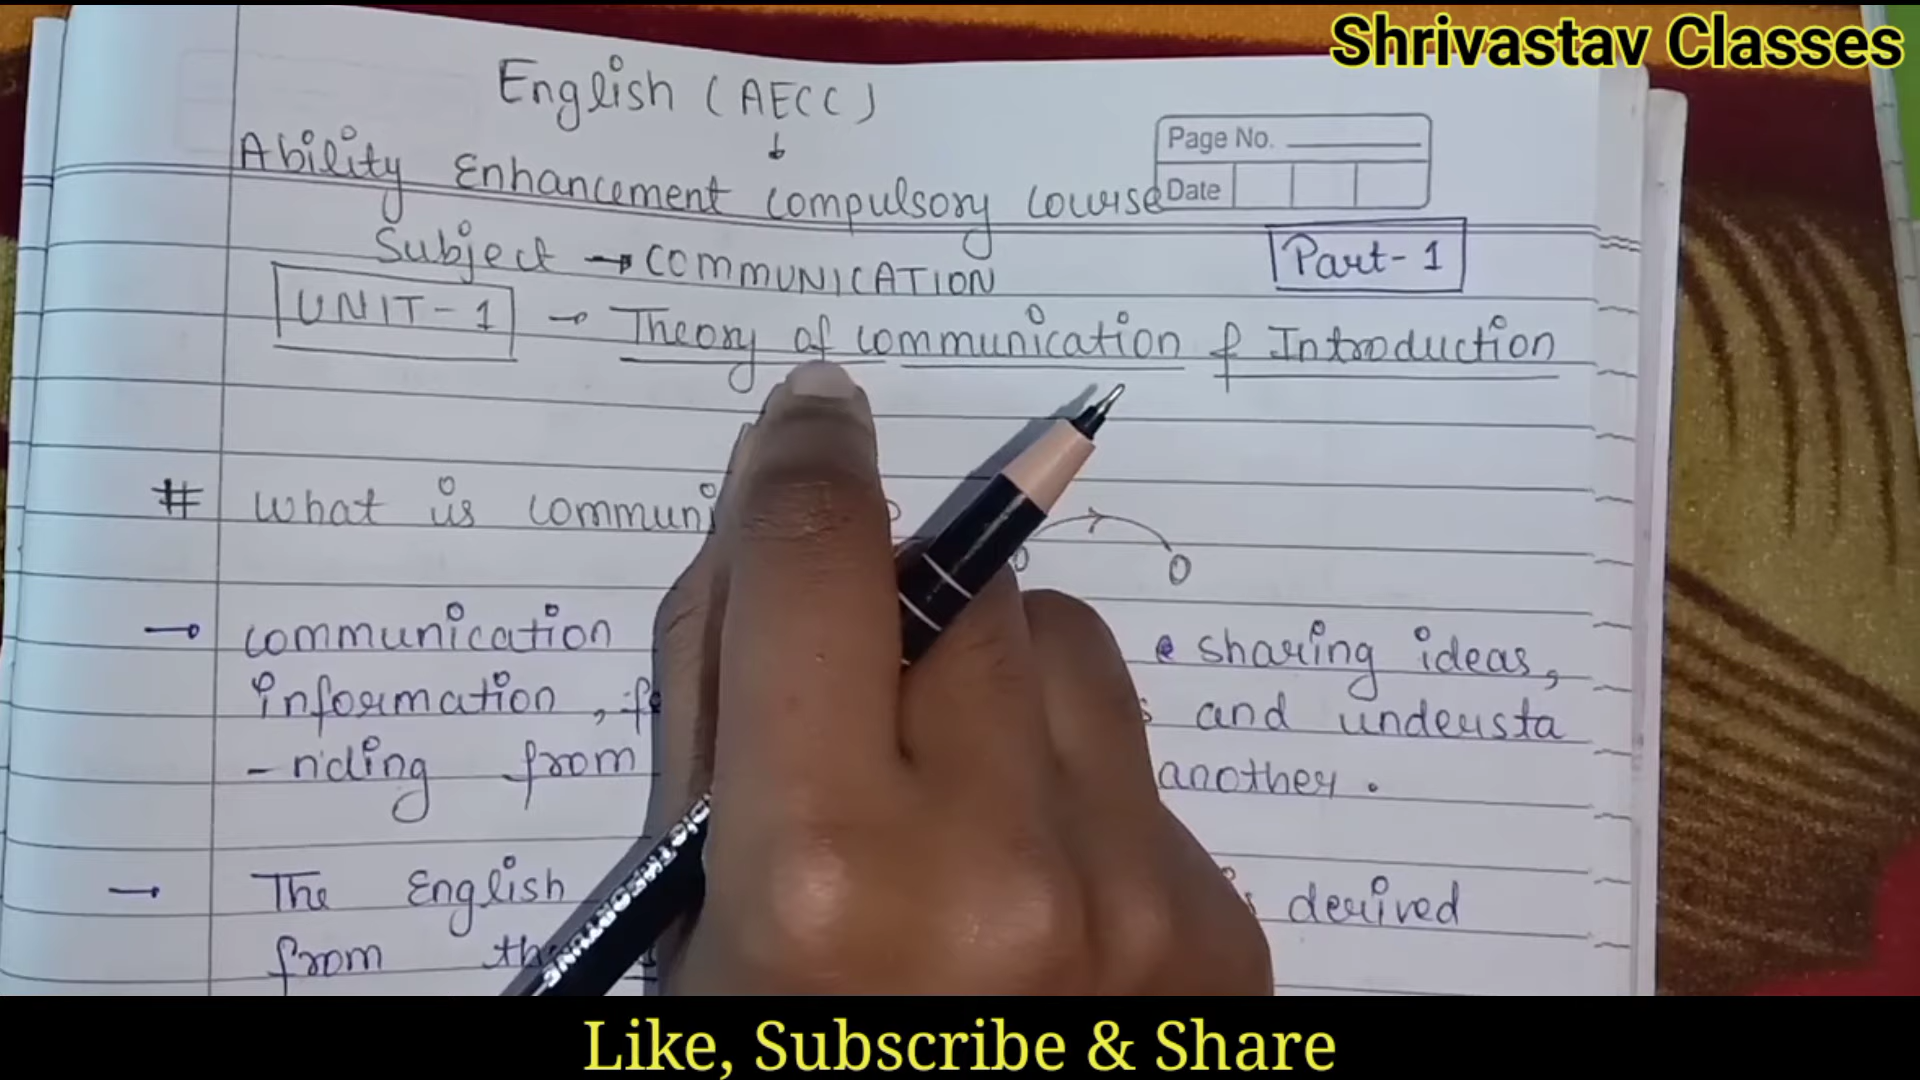 Shrivastav Classes
English (AECC)
Ability Enhancement compulsory course
Page No.
Date
Subject → COMMUNICATION
Part-1
UNIT-1 → Theory of communication & Introduction
# What is
→ communication sharing ideas,
information, and understa
-nding from another.
→ The English derived
from
Like, Subscribe & Share